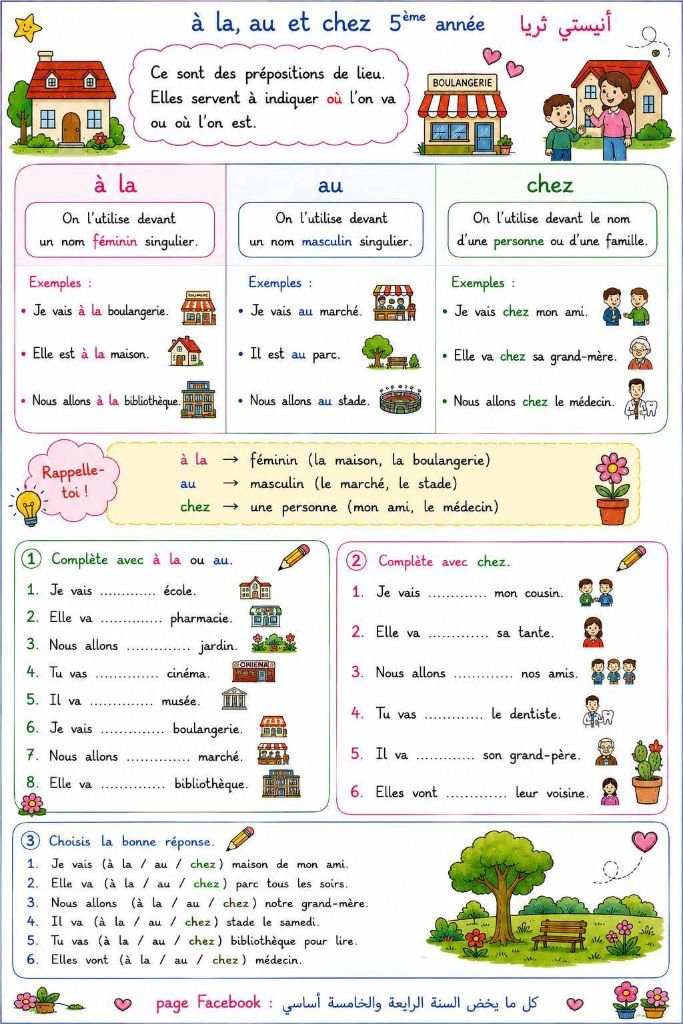 à la, au et chez 5ème année أنيستي ثريا
Ce sont des prépositions de lieu.
Elles servent à indiquer où l'on va
ou où l'on est.
BOULANGERIE
à la
On l'utilise devant
un nom féminin singulier.
Exemples :
• Je vais à la boulangerie.
• Elle est à la maison.
• Nous allons à la bibliothèque.
au
On l'utilise devant
un nom masculin singulier.
Exemples :
• Je vais au marché.
• Il est au parc.
• Nous allons au stade.
chez
On l'utilise devant le nom
d'une personne ou d'une famille.
Exemples :
• Je vais chez mon ami.
• Elle va chez sa grand-mère.
• Nous allons chez le médecin.
Rappelle-
toi !
à la → féminin (la maison, la boulangerie)
au → masculin (le marché, le stade)
chez → une personne (mon ami, le médecin)
1 Complète avec à la ou au.
1. Je vais ............. école.
2. Elle va ............. pharmacie.
3. Nous allons ............. jardin.
4. Tu vas ............. cinéma.
5. Il va ............. musée.
6. Je vais ............. boulangerie.
7. Nous allons ............. marché.
8. Elle va ............. bibliothèque.
2 Complète avec chez.
1. Je vais ............. mon cousin.
2. Elle va ............. sa tante.
3. Nous allons ............. nos amis.
4. Tu vas ............. le dentiste.
5. Il va ............. son grand-père.
6. Elles vont ............. leur voisine.
3 Choisis la bonne réponse.
1. Je vais (à la / au / chez) maison de mon ami.
2. Elle va (à la / au / chez) parc tous les soirs.
3. Nous allons (à la / au / chez) notre grand-mère.
4. Il va (à la / au / chez) stade le samedi.
5. Tu vas (à la / au / chez) bibliothèque pour lire.
6. Elles vont (à la / au / chez) médecin.
page Facebook : كل ما يخض السنة الرابعة والخامسة أساسي